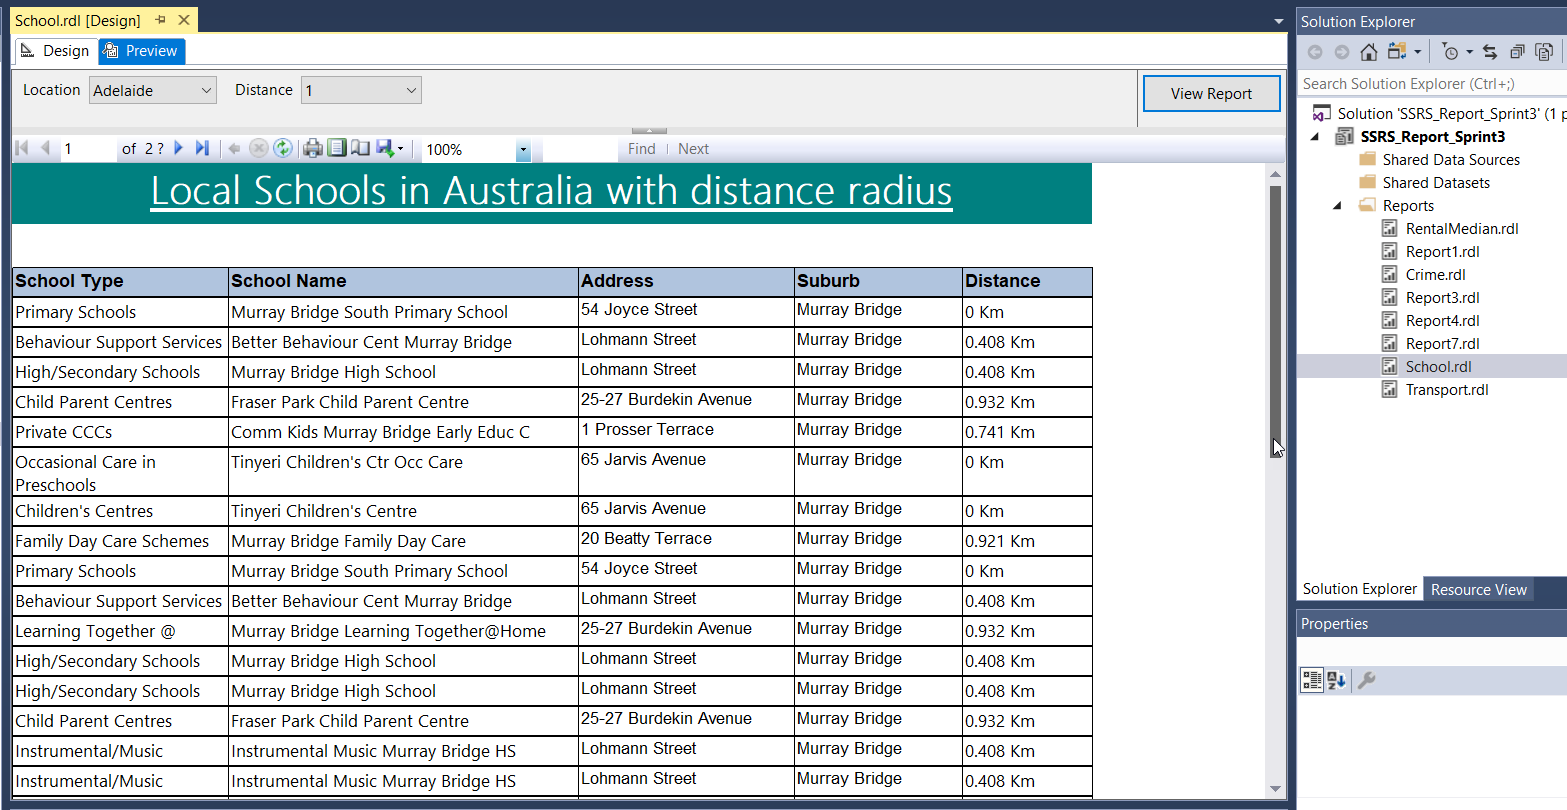 School.rdl [Design]
Design Preview
Location Adelaide Distance 1 View Report
1 of 2 ? 100% Find | Next
Local Schools in Australia with distance radius
School Type School Name Address Suburb Distance
Primary Schools Murray Bridge South Primary School 54 Joyce Street Murray Bridge 0 Km
Behaviour Support Services Better Behaviour Cent Murray Bridge Lohmann Street Murray Bridge 0.408 Km
High/Secondary Schools Murray Bridge High School Lohmann Street Murray Bridge 0.408 Km
Child Parent Centres Fraser Park Child Parent Centre 25-27 Burdekin Avenue Murray Bridge 0.932 Km
Private CCCs Comm Kids Murray Bridge Early Educ C 1 Prosser Terrace Murray Bridge 0.741 Km
Occasional Care in Tinyeri Children's Ctr Occ Care 65 Jarvis Avenue Murray Bridge 0 Km
Preschools
Children's Centres Tinyeri Children's Centre 65 Jarvis Avenue Murray Bridge 0 Km
Family Day Care Schemes Murray Bridge Family Day Care 20 Beatty Terrace Murray Bridge 0.921 Km
Primary Schools Murray Bridge South Primary School 54 Joyce Street Murray Bridge 0 Km
Behaviour Support Services Better Behaviour Cent Murray Bridge Lohmann Street Murray Bridge 0.408 Km
Learning Together @ Murray Bridge Learning Together@Home 25-27 Burdekin Avenue Murray Bridge 0.932 Km
High/Secondary Schools Murray Bridge High School Lohmann Street Murray Bridge 0.408 Km
High/Secondary Schools Murray Bridge High School Lohmann Street Murray Bridge 0.408 Km
Child Parent Centres Fraser Park Child Parent Centre 25-27 Burdekin Avenue Murray Bridge 0.932 Km
Instrumental/Music Instrumental Music Murray Bridge HS Lohmann Street Murray Bridge 0.408 Km
Instrumental/Music Instrumental Music Murray Bridge HS Lohmann Street Murray Bridge 0.408 Km
Solution Explorer
Search Solution Explorer (Ctrl+;)
Solution 'SSRS_Report_Sprint3' (1 p
SSRS_Report_Sprint3
Shared Data Sources
Shared Datasets
Reports
RentalMedian.rdl
Report1.rdl
Crime.rdl
Report3.rdl
Report4.rdl
Report7.rdl
School.rdl
Transport.rdl
Solution Explorer Resource View
Properties